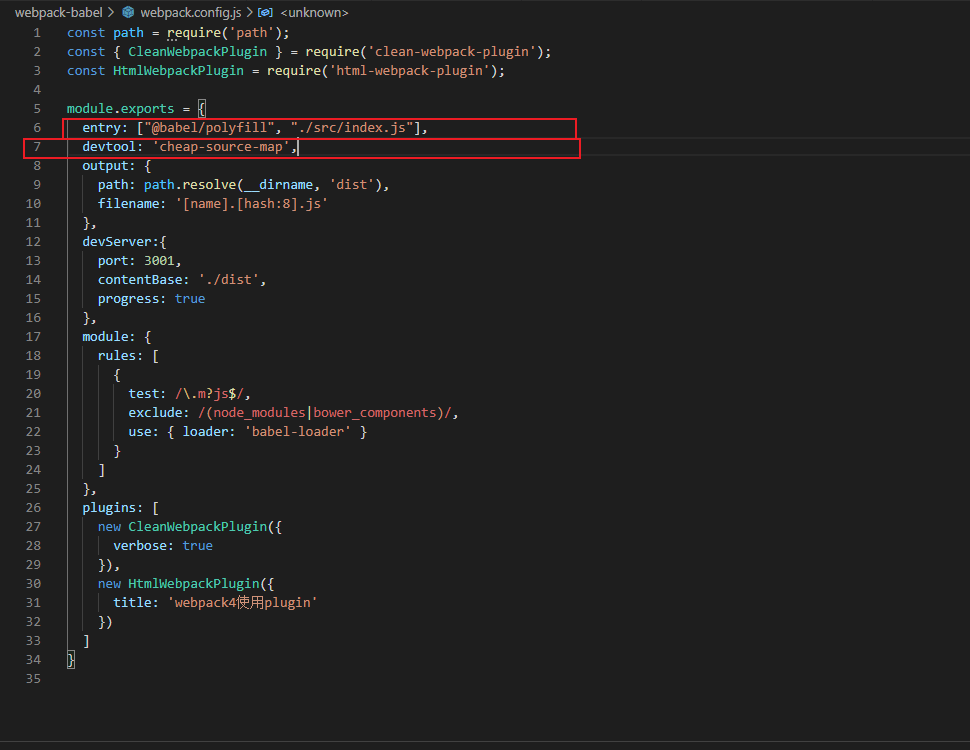 webpack-babel > webpack.config.js > <unknown>
1 const path = require('path');
2 const { CleanWebpackPlugin } = require('clean-webpack-plugin');
3 const HtmlWebpackPlugin = require('html-webpack-plugin');
4
5 module.exports = {
6   entry: ["@babel/polyfill", "./src/index.js"],
7   devtool: 'cheap-source-map',
8   output: {
9     path: path.resolve(__dirname, 'dist'),
10     filename: '[name].[hash:8].js'
11   },
12   devServer:{
13     port: 3001,
14     contentBase: './dist',
15     progress: true
16   },
17   module: {
18     rules: [
19       {
20         test: /\.m?js$/,
21         exclude: /(node_modules|bower_components)/,
22         use: { loader: 'babel-loader' }
23       }
24     ]
25   },
26   plugins: [
27     new CleanWebpackPlugin({
28       verbose: true
29     }),
30     new HtmlWebpackPlugin({
31       title: 'webpack4使用plugin'
32     })
33   ]
34 }
35